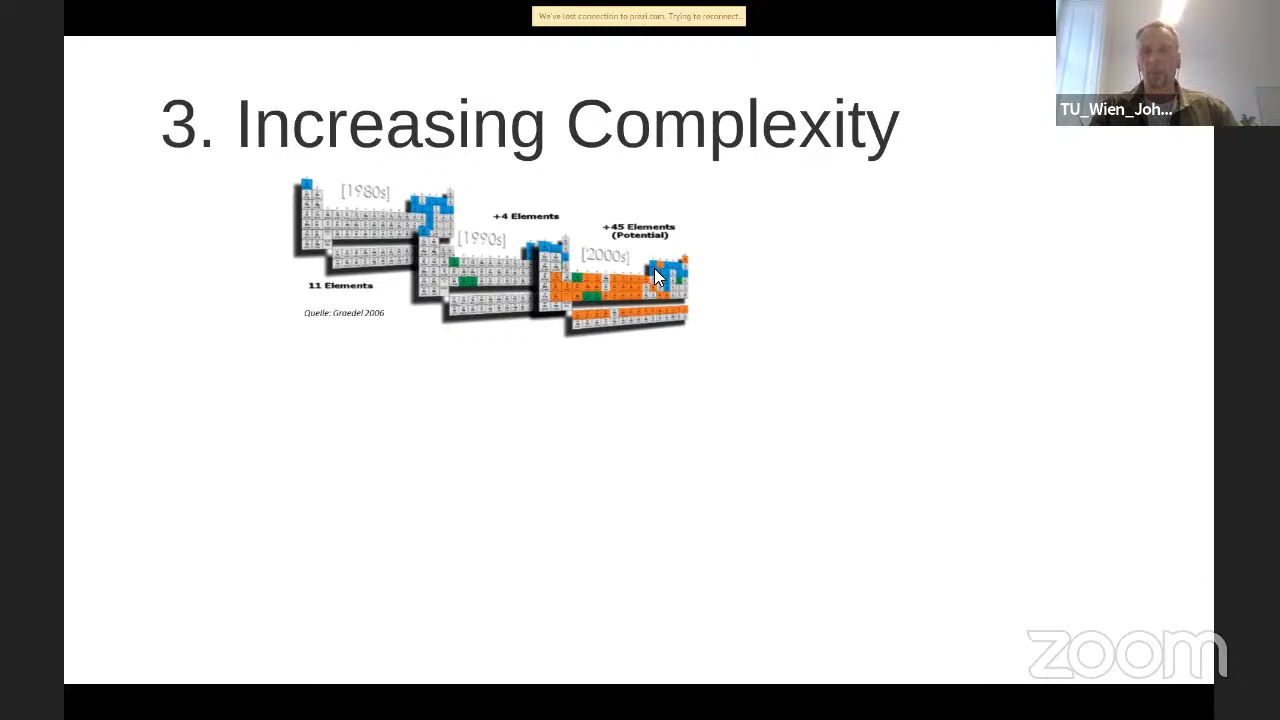 We've lost connection to prezi.com. Trying to reconnect...
TU_Wien_Joh...
3. Increasing Complexity
[1980s]
+4 Elements
+45 Elements
(Potential)
[1990s]
[2000s]
11 Elements
Quelle: Graedel 2006
zoom